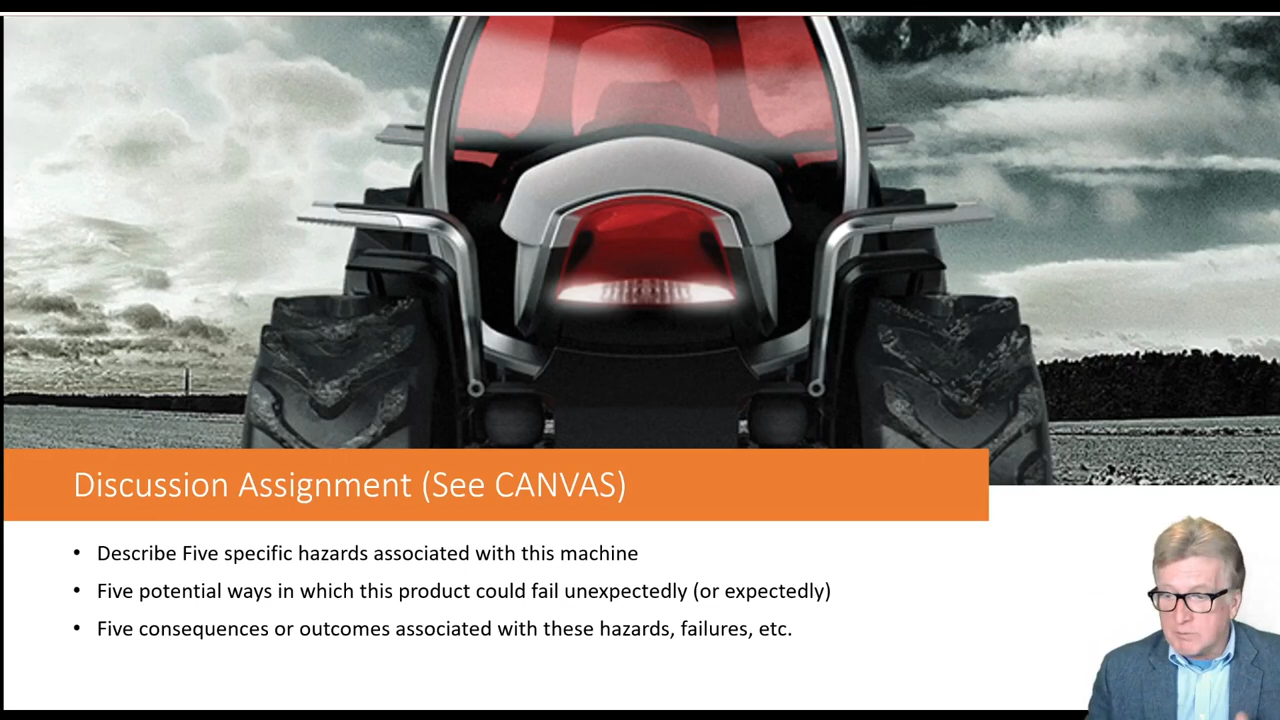 Discussion Assignment (See CANVAS)
• Describe Five specific hazards associated with this machine
• Five potential ways in which this product could fail unexpectedly (or expectedly)
• Five consequences or outcomes associated with these hazards, failures, etc.